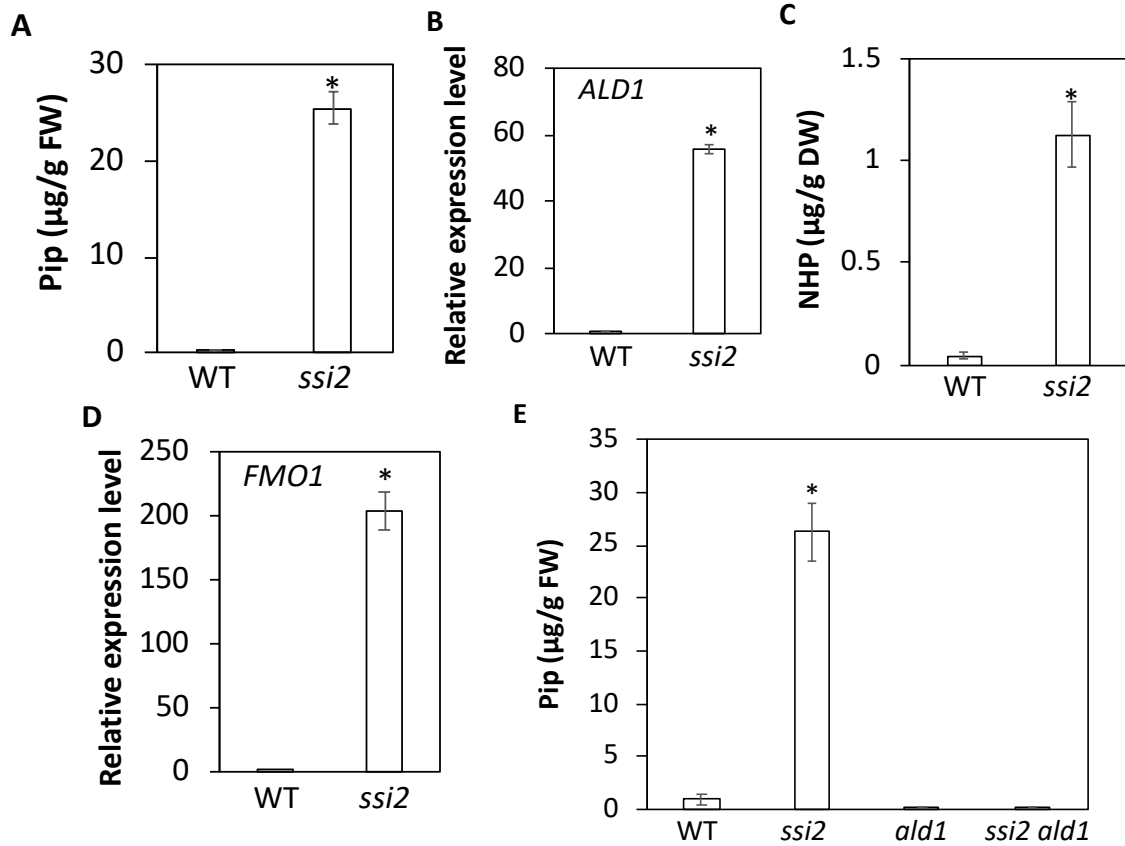 A
Pip (µg/g FW)
30
20
10
0
*
WT
ssi2
B
Relative expression level
80
60
40
20
0
ALD1
*
WT
ssi2
C
NHP (µg/g DW)
1.5
1
0.5
0
*
WT
ssi2
D
Relative expression level
250
200
150
100
50
0
FMO1
*
WT
ssi2
E
Pip (µg/g FW)
35
30
25
20
15
10
5
0
*
WT
ssi2
ald1
ssi2 ald1